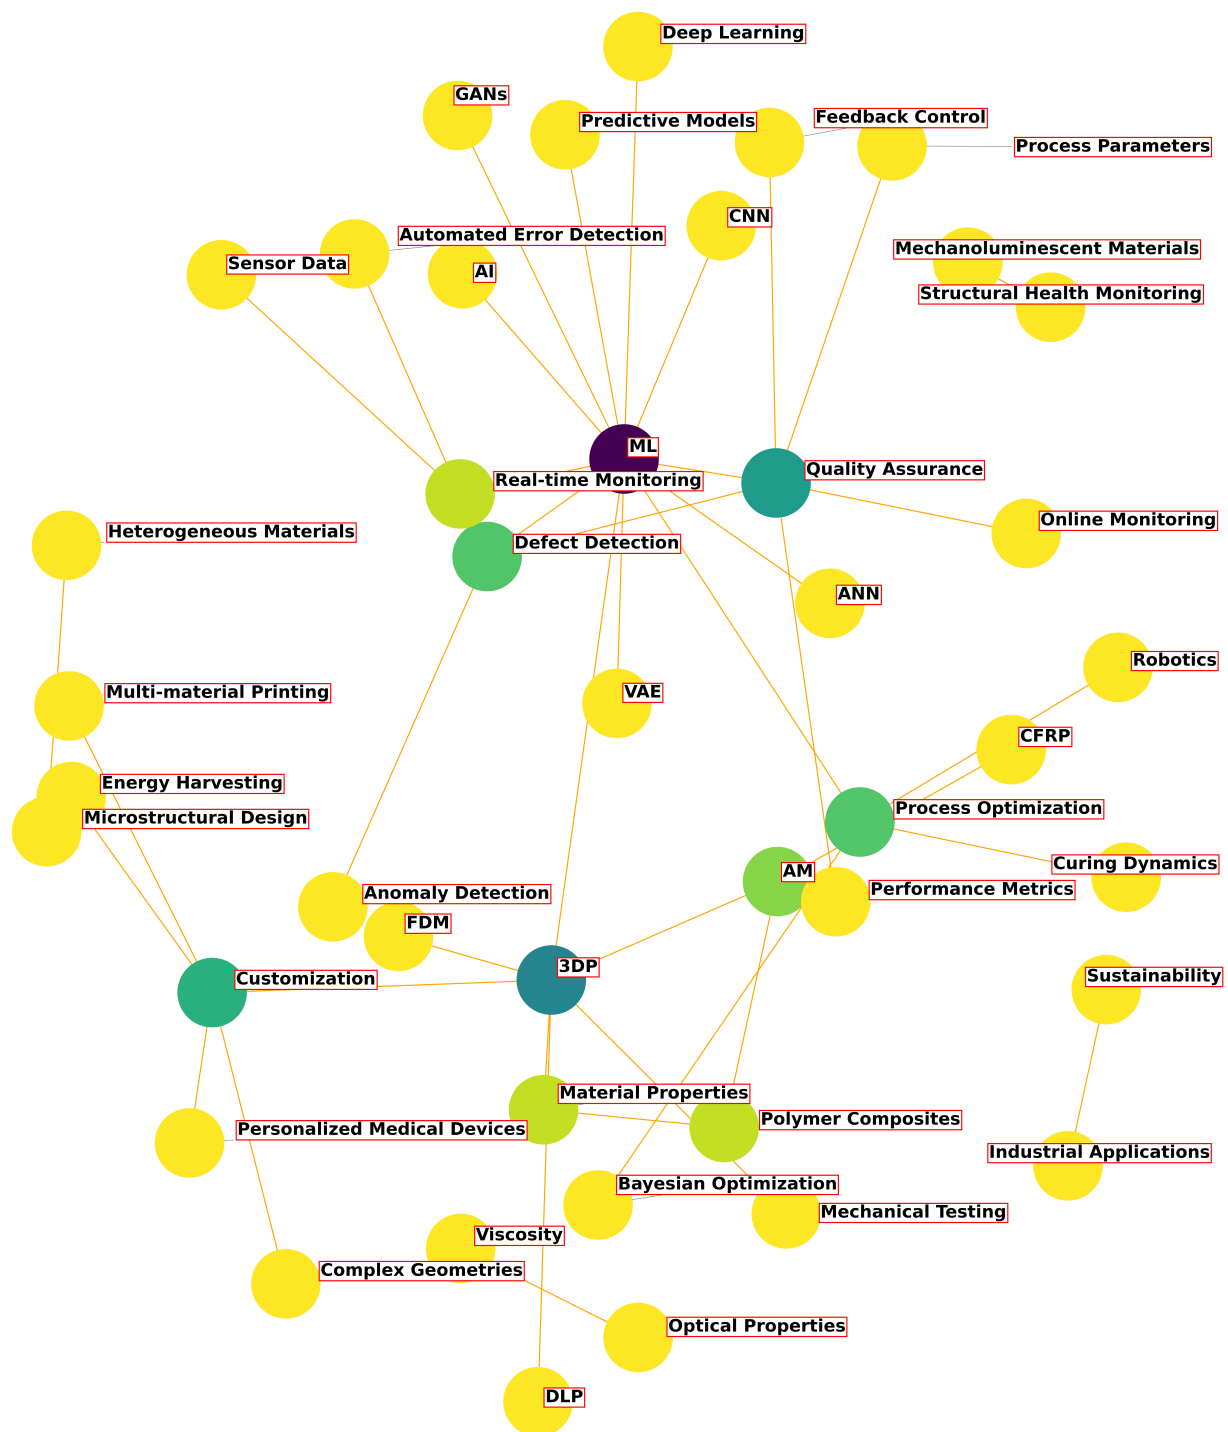 Deep Learning
GANs
Predictive Models
Feedback Control
Process Parameters
CNN
Automated Error Detection
Mechanoluminescent Materials
Sensor Data
AI
Structural Health Monitoring
ML
Quality Assurance
Real-time Monitoring
Online Monitoring
Heterogeneous Materials
Defect Detection
ANN
Robotics
Multi-material Printing
VAE
CFRP
Energy Harvesting
Process Optimization
Microstructural Design
Curing Dynamics
AM
Performance Metrics
Anomaly Detection
FDM
3DP
Sustainability
Customization
Material Properties
Polymer Composites
Personalized Medical Devices
Industrial Applications
Bayesian Optimization
Mechanical Testing
Viscosity
Complex Geometries
Optical Properties
DLP